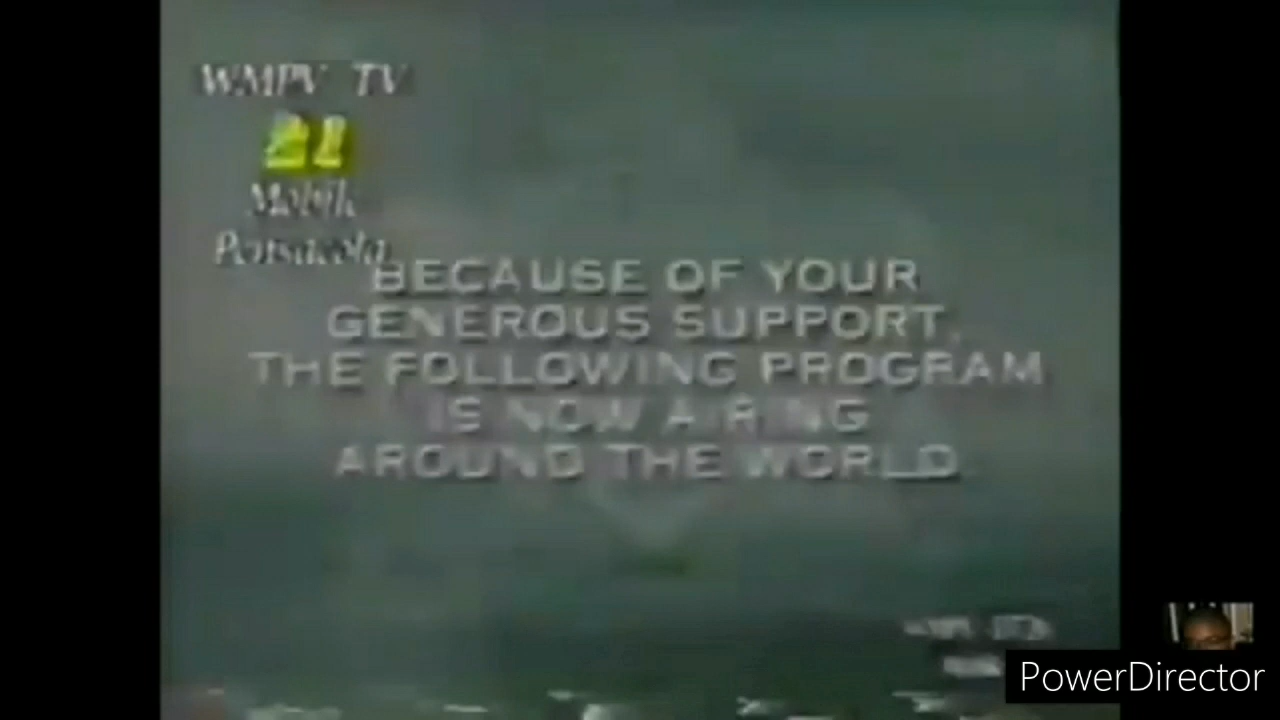 WMPV TV
21
Mobile
Pensacola
BECAUSE OF YOUR
GENEROUS SUPPORT,
THE FOLLOWING PROGRAM
IS NOW AIRING
AROUND THE WORLD
PowerDirector